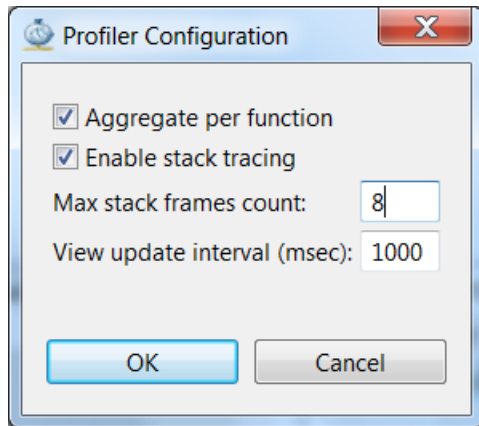 Profiler Configuration
X
Aggregate per function
Enable stack tracing
Max stack frames count: 8
View update interval (msec): 1000
OK Cancel